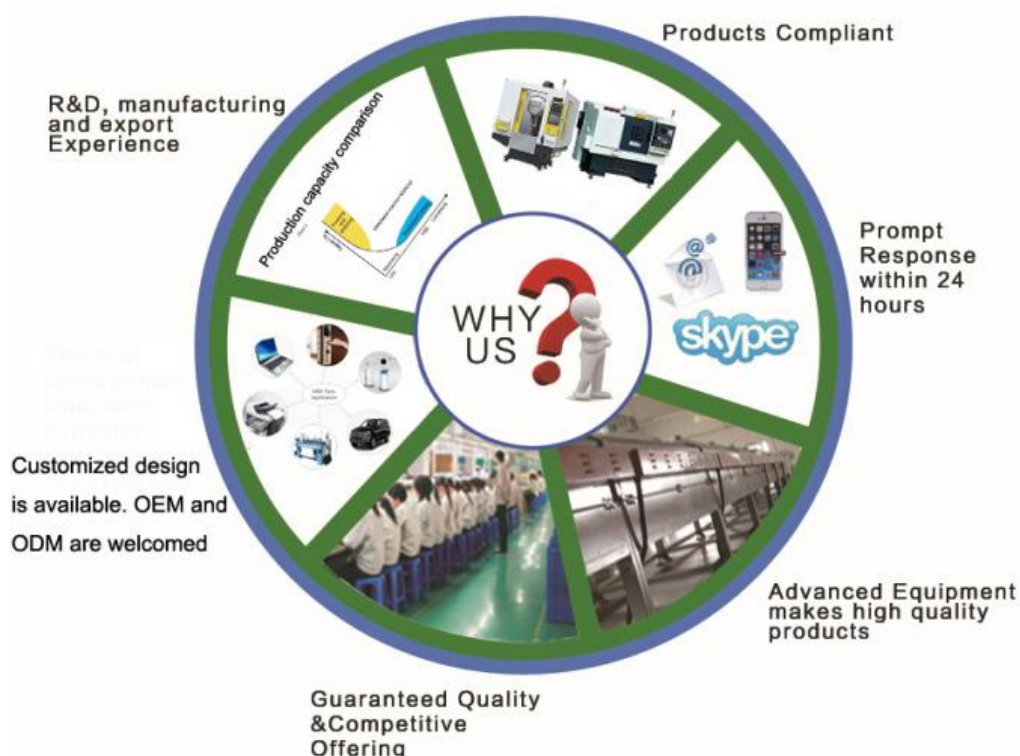 Products Compliant
R&D, manufacturing
and export
Experience
Production capacity comparison
Prompt
Response
within 24
hours
WHY
US
skype
Customized design
is available. OEM and
ODM are welcomed
Advanced Equipment
makes high quality
products
Guaranteed Quality
&Competitive
Offering